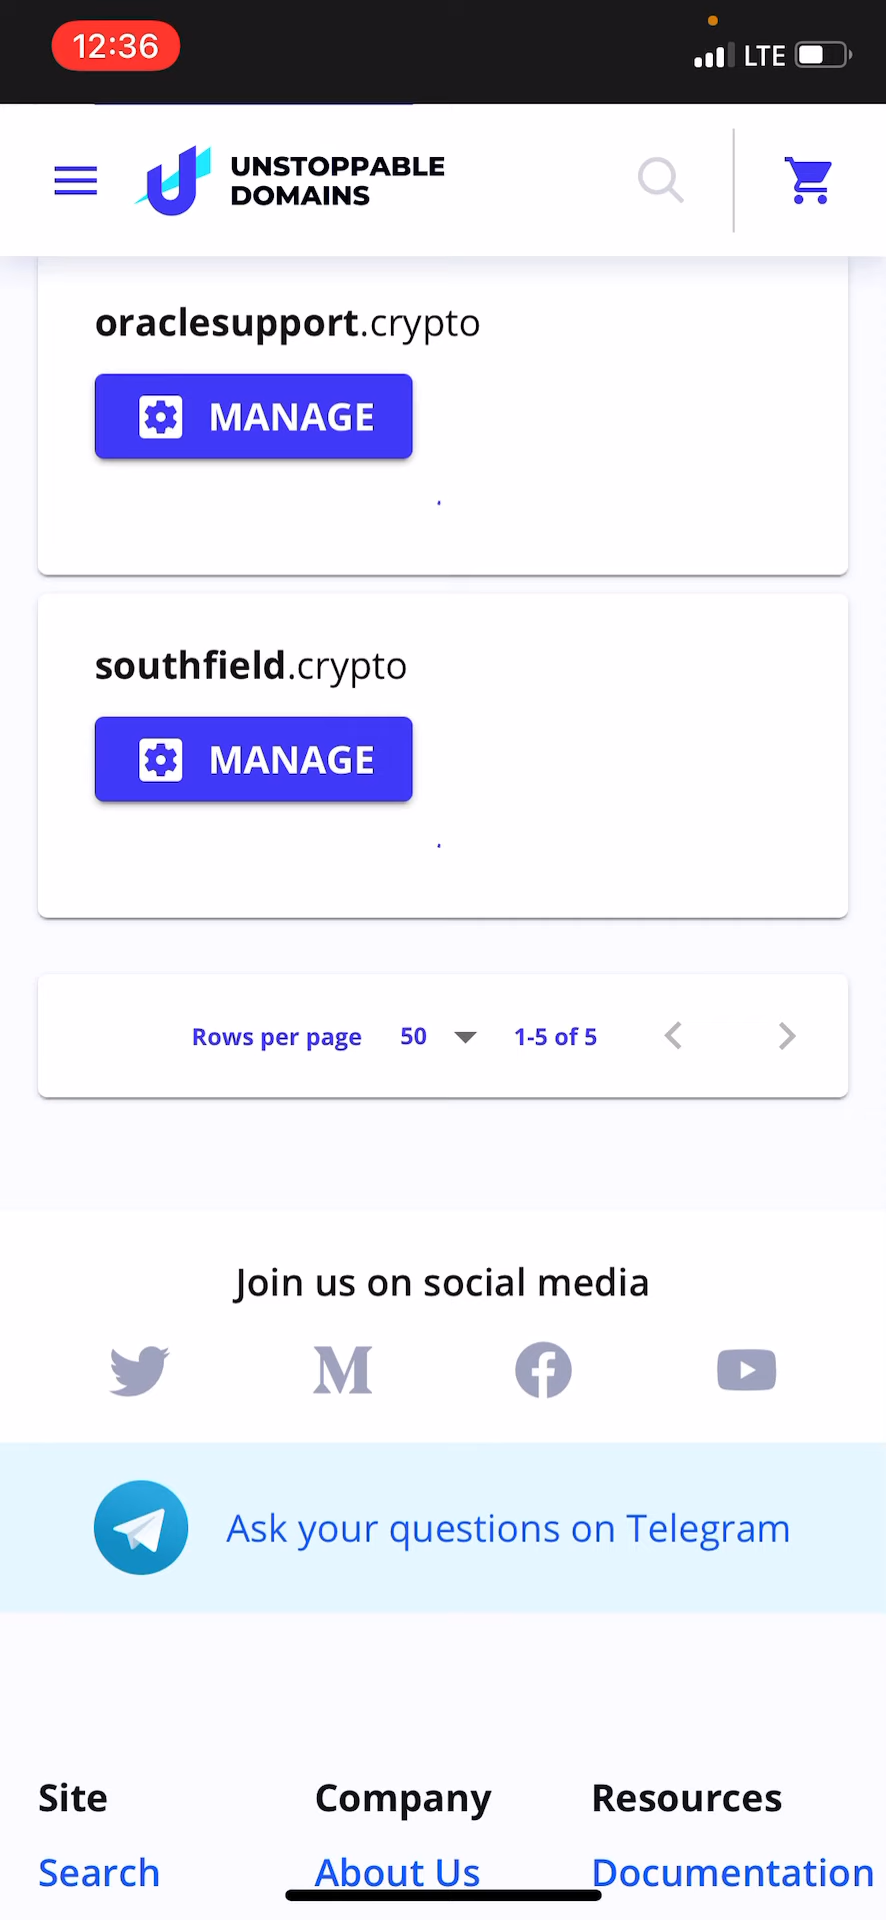 12:36
LTE
UNSTOPPABLE
DOMAINS
oraclesupport.crypto
MANAGE
southfield.crypto
MANAGE
Rows per page 50 1-5 of 5
Join us on social media
Ask your questions on Telegram
Site Company Resources
Search About Us Documentation